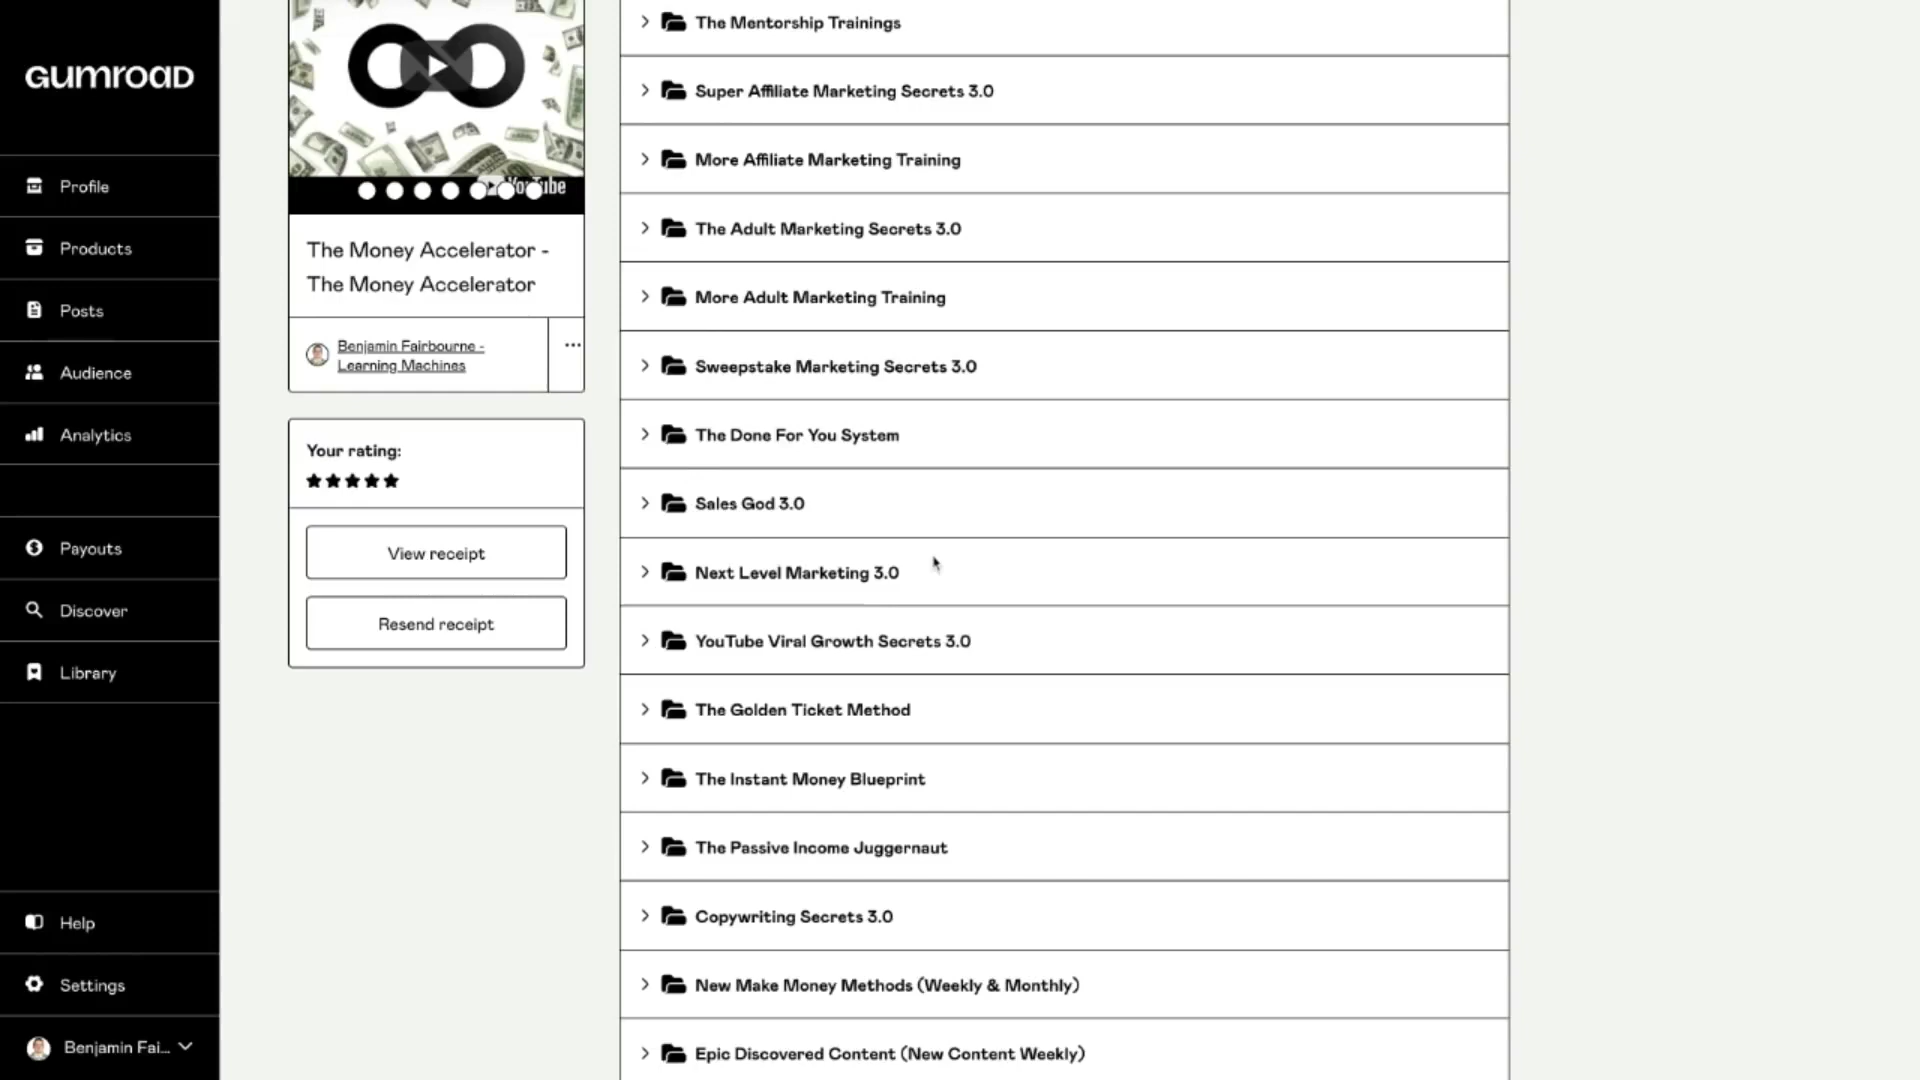 GUMROAD
Profile
Products
Posts
Audience
Analytics
Payouts
Discover
Library
Help
Settings
Benjamin Fai...
YouTube
The Money Accelerator -
The Money Accelerator
Benjamin Fairbourne -
Learning Machines
...
Your rating:
View receipt
Resend receipt
The Mentorship Trainings
Super Affiliate Marketing Secrets 3.0
More Affiliate Marketing Training
The Adult Marketing Secrets 3.0
More Adult Marketing Training
Sweepstake Marketing Secrets 3.0
The Done For You System
Sales God 3.0
Next Level Marketing 3.0
YouTube Viral Growth Secrets 3.0
The Golden Ticket Method
The Instant Money Blueprint
The Passive Income Juggernaut
Copywriting Secrets 3.0
New Make Money Methods (Weekly & Monthly)
Epic Discovered Content (New Content Weekly)